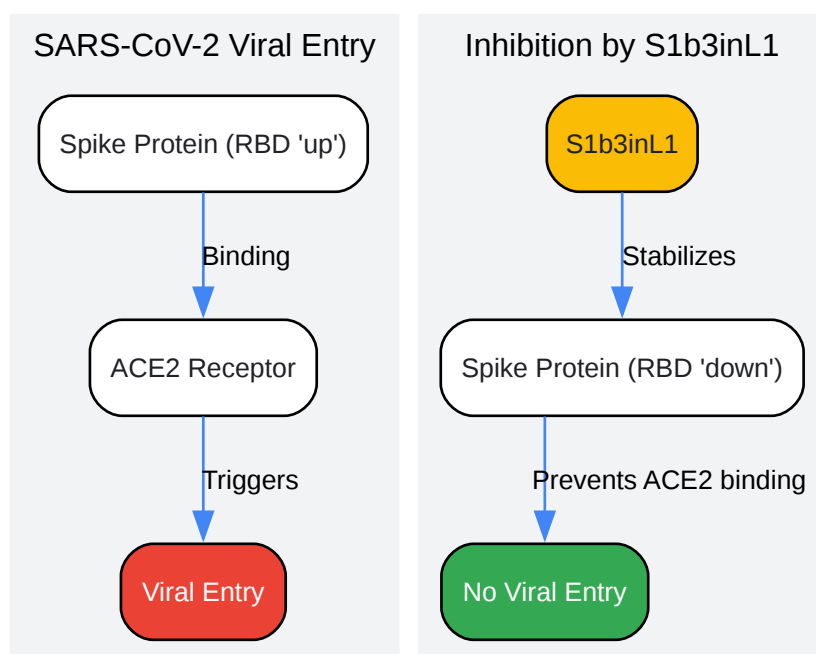 SARS-CoV-2 Viral Entry
Spike Protein (RBD 'up')
Binding
ACE2 Receptor
Triggers
Viral Entry
Inhibition by S1b3inL1
S1b3inL1
Stabilizes
Spike Protein (RBD 'down')
Prevents ACE2 binding
No Viral Entry